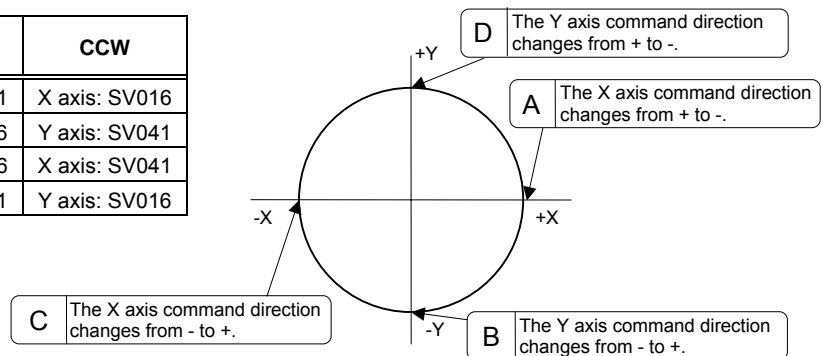 CCW
1 X axis: SV016
6 Y axis: SV041
6 X axis: SV041
1 Y axis: SV016
D The Y axis command direction
changes from + to -.
+Y
A The X axis command direction
changes from + to -.
-X
+X
C The X axis command direction
changes from - to +.
-Y
B The Y axis command direction
changes from - to +.